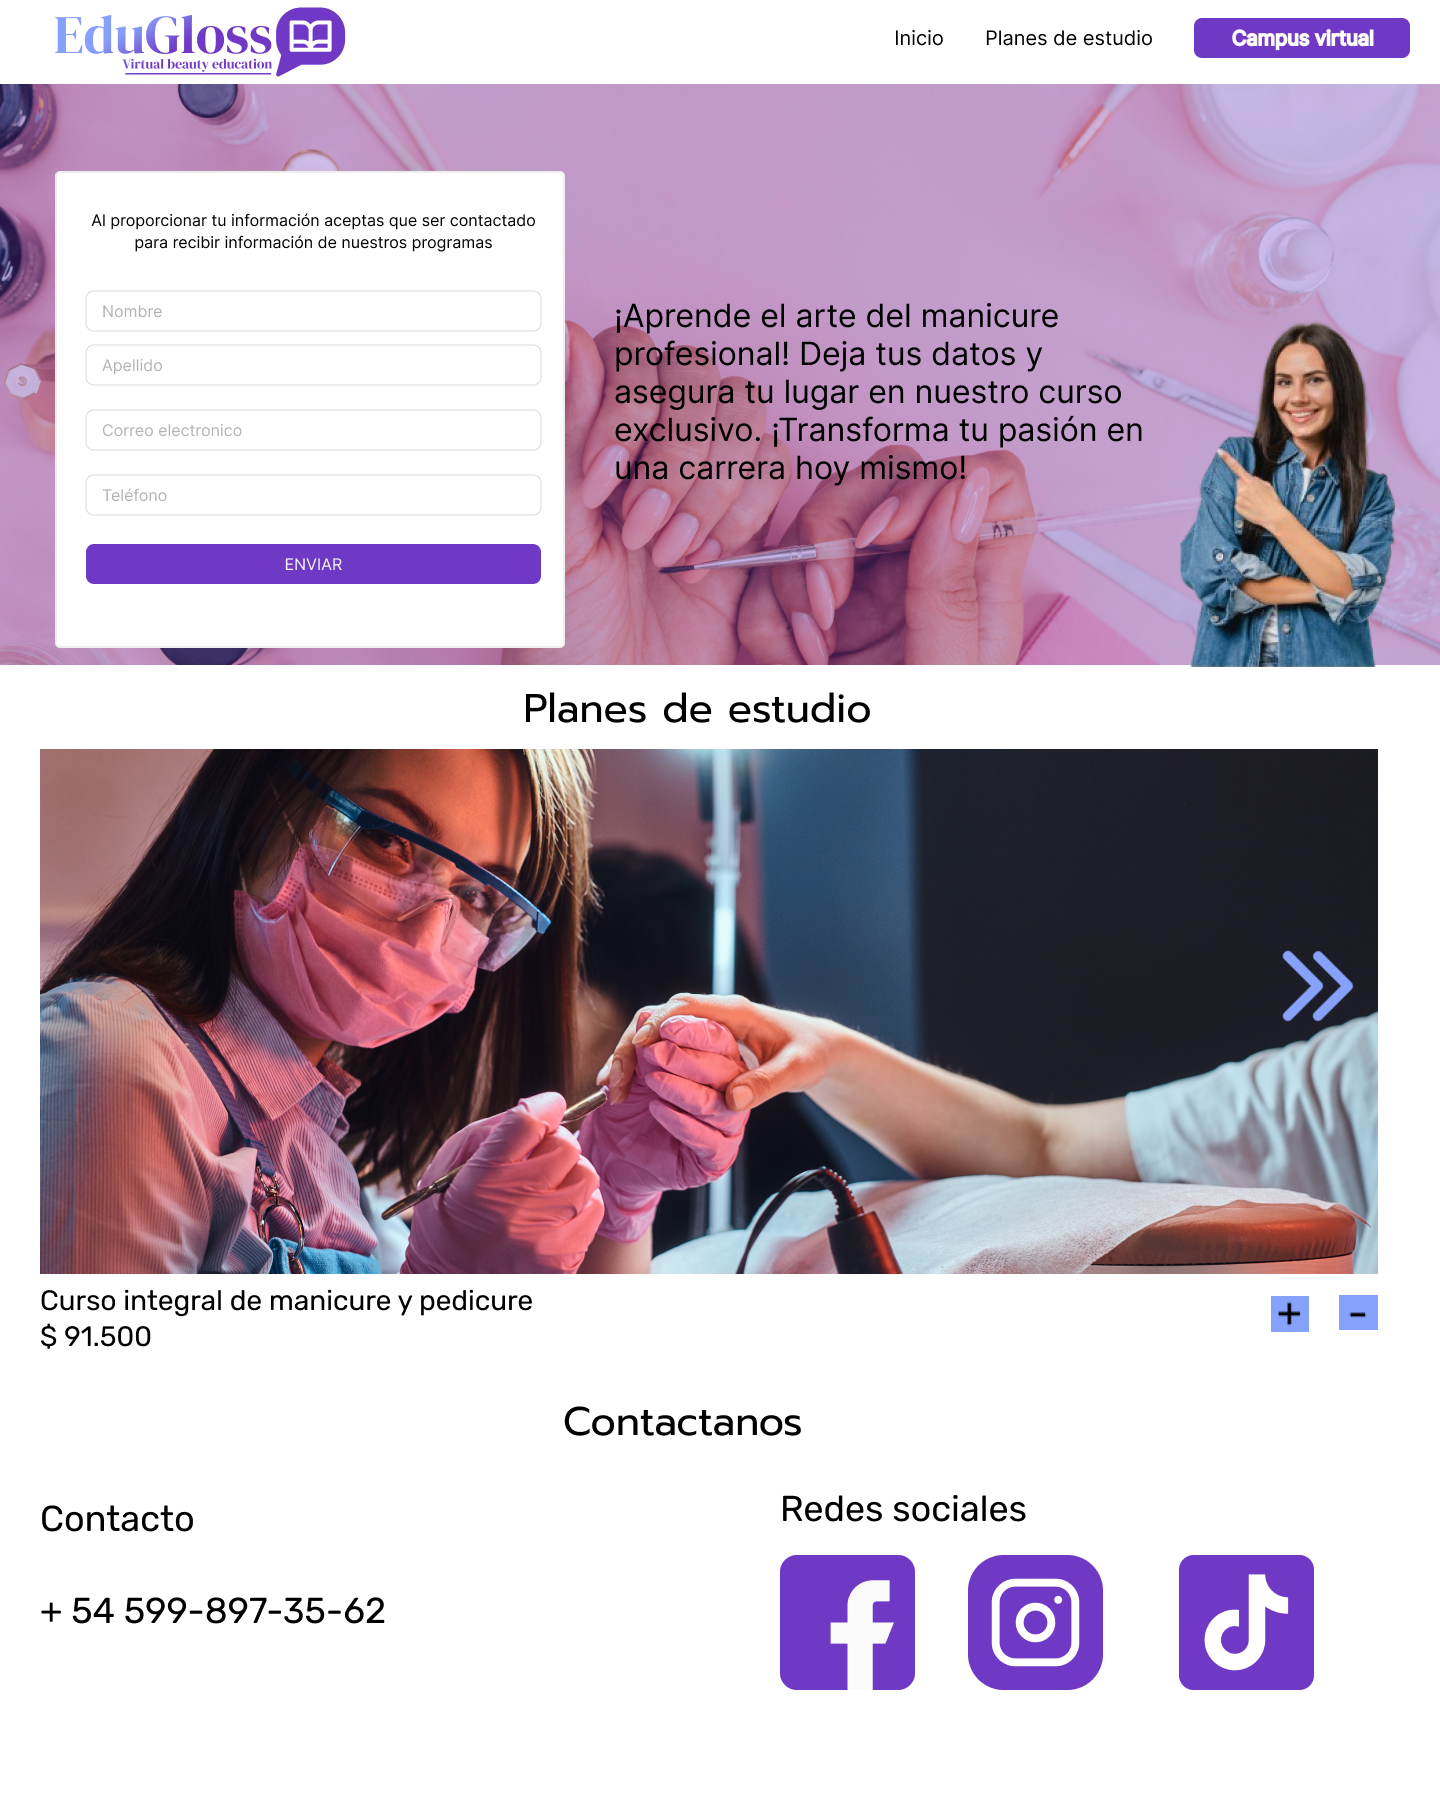 EduGloss
Virtual beauty education
Inicio
Planes de estudio
Campus virtual
Al proporcionar tu información aceptas que ser contactado
para recibir información de nuestros programas
Nombre
Apellido
Correo electronico
Teléfono
ENVIAR
¡Aprende el arte del manicure
profesional! Deja tus datos y
asegura tu lugar en nuestro curso
exclusivo. ¡Transforma tu pasión en
una carrera hoy mismo!
Planes de estudio
Curso integral de manicure y pedicure
$ 91.500
+
-
Contactanos
Contacto
+ 54 599-897-35-62
Redes sociales